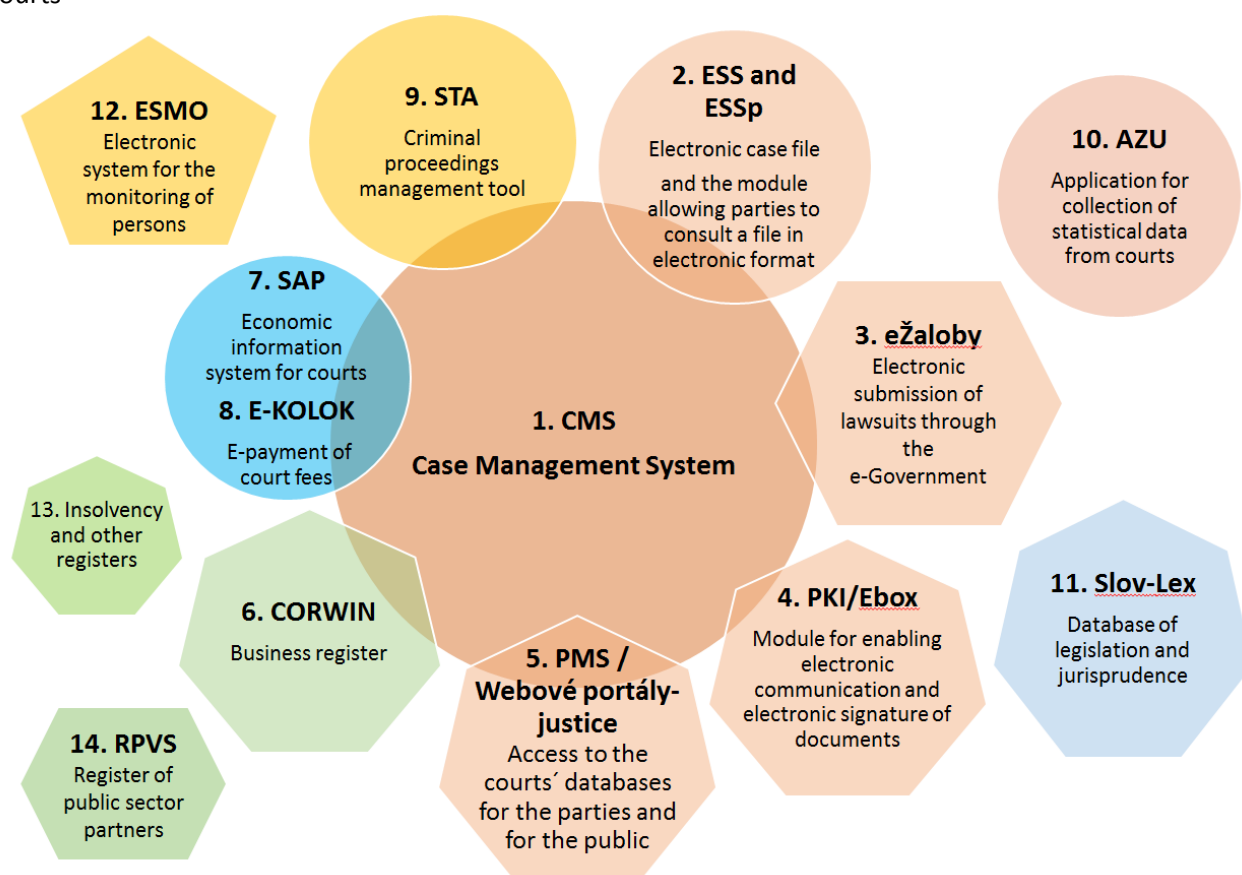 courts
12. ESMO
Electronic
system for the
monitoring of
persons
9. STA
Criminal
proceedings
management tool
2. ESS and
ESSp
Electronic case file
and the module
allowing parties to
consult a file in
electronic format
10. AZU
Application for
collection of
statistical data
from courts
7. SAP
Economic
information
system for courts
8. E-KOLOK
E-payment of
court fees
1. CMS
Case Management System
3. eŽaloby
Electronic
submission of
lawsuits through
the
e-Government
13. Insolvency
and other
registers
6. CORWIN
Business register
5. PMS /
Webové portály-
justice
Access to the
courts´ databases
for the parties and
for the public
4. PKI/Ebox
Module for enabling
electronic
communication and
electronic signature of
documents
11. Slov-Lex
Database of
legislation and
jurisprudence
14. RPVS
Register of
public sector
partners